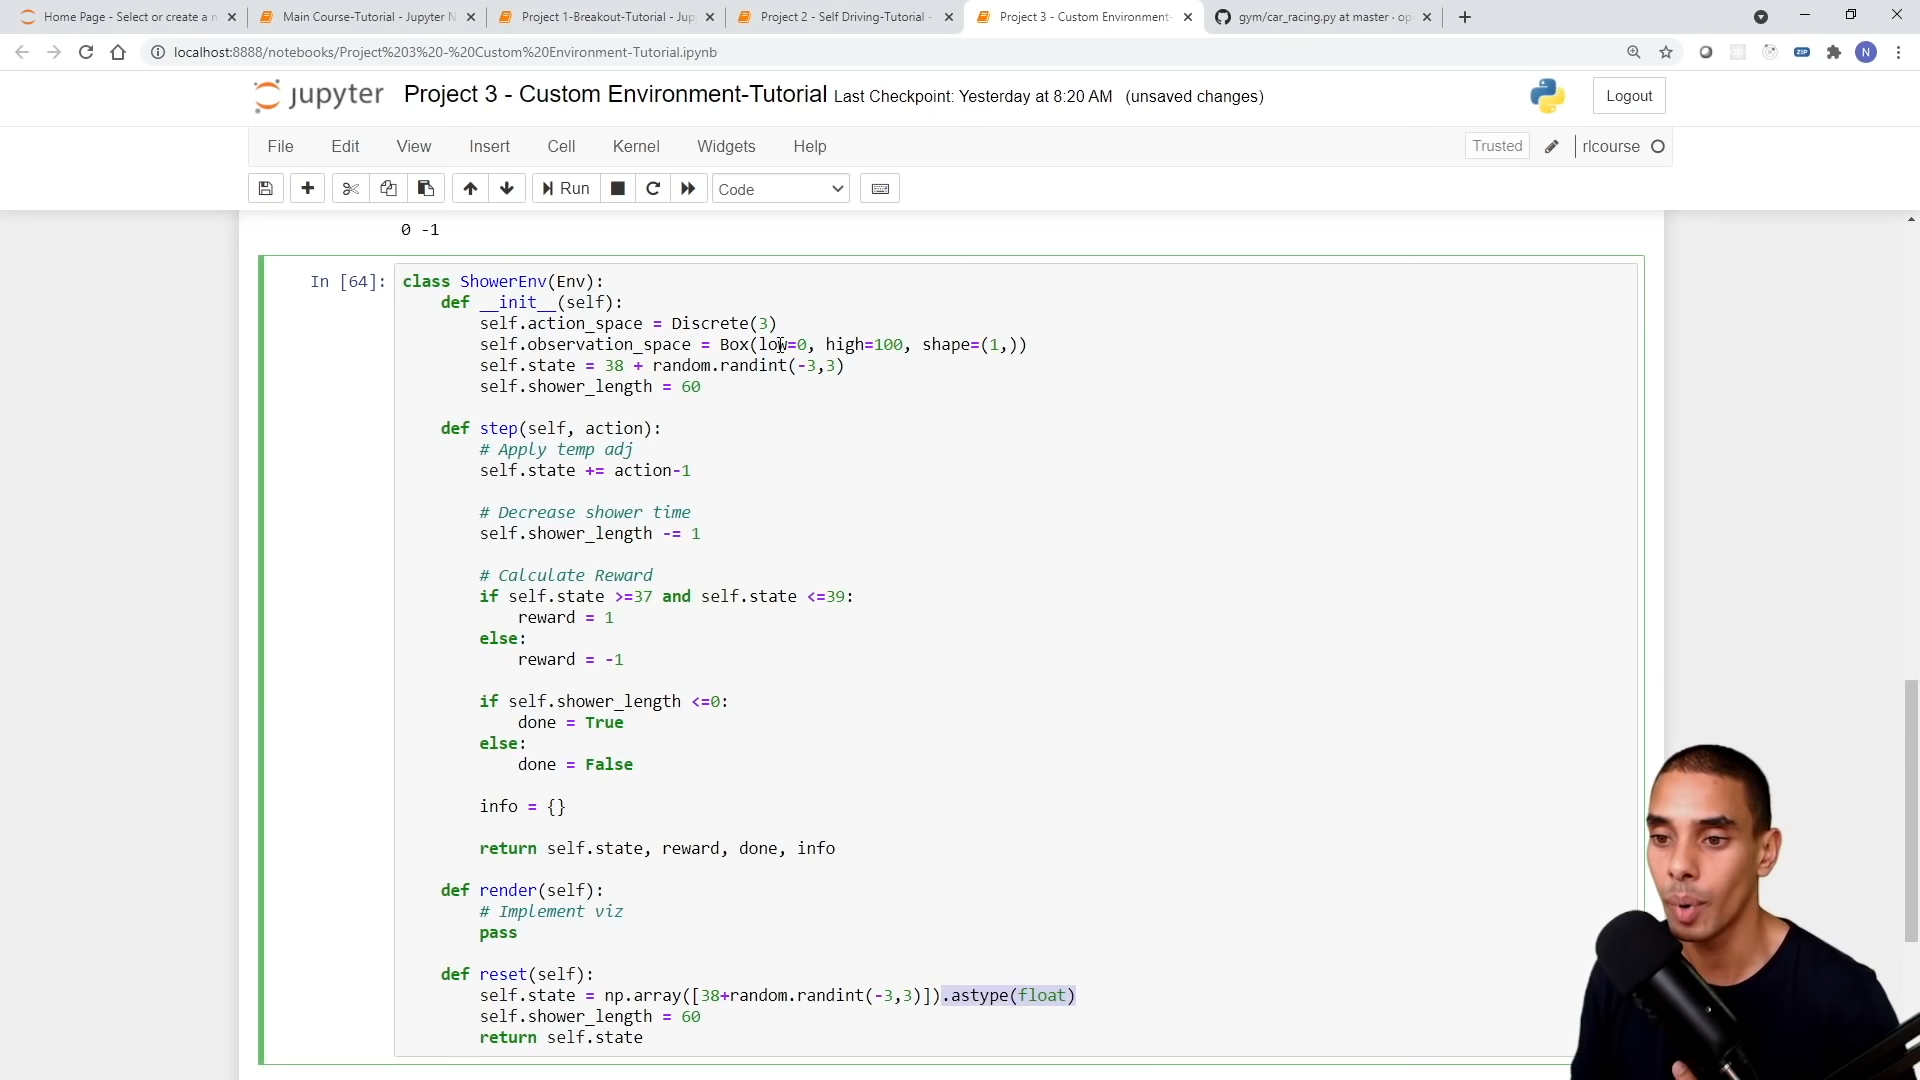 Home Page - Select or create a n
Main Course-Tutorial - Jupyter N
Project 1-Breakout-Tutorial - Jup
Project 2 - Self Driving-Tutorial -
Project 3 - Custom Environment-
gym/car_racing.py at master · op
localhost:8888/notebooks/Project%203%20-%20Custom%20Environment-Tutorial.ipynb
ZIP
N
jupyter Project 3 - Custom Environment-Tutorial Last Checkpoint: Yesterday at 8:20 AM (unsaved changes)
Logout
File Edit View Insert Cell Kernel Widgets Help
Trusted
rlcourse
Run
Code
0 -1
In [64]:
class ShowerEnv(Env):
    def __init__(self):
        self.action_space = Discrete(3)
        self.observation_space = Box(low=0, high=100, shape=(1,))
        self.state = 38 + random.randint(-3,3)
        self.shower_length = 60
    def step(self, action):
        # Apply temp adj
        self.state += action-1
        # Decrease shower time
        self.shower_length -= 1
        # Calculate Reward
        if self.state >=37 and self.state <=39:
            reward = 1
        else:
            reward = -1
        if self.shower_length <=0:
            done = True
        else:
            done = False
        info = {}
        return self.state, reward, done, info
    def render(self):
        # Implement viz
        pass
    def reset(self):
        self.state = np.array([38+random.randint(-3,3)]).astype(float)
        self.shower_length = 60
        return self.state